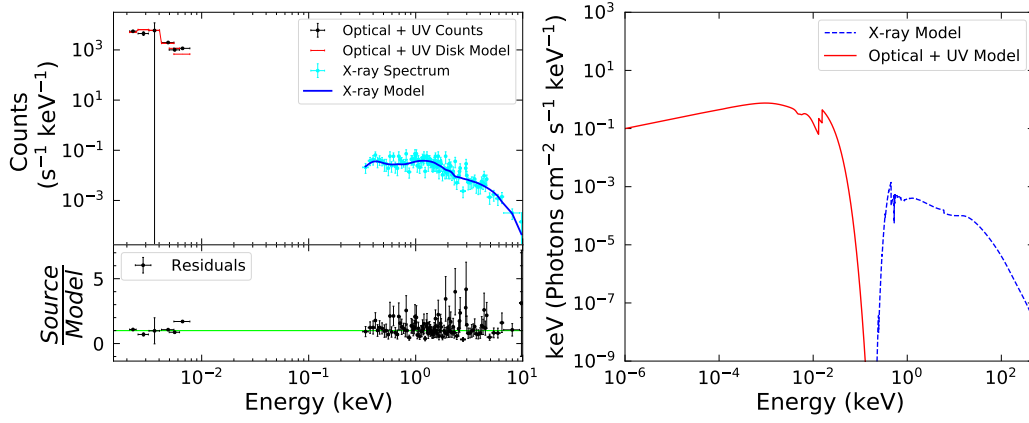 Counts
(s⁻¹ keV⁻¹)
10³
10¹
10⁻¹
10⁻³
Optical + UV Counts
Optical + UV Disk Model
X-ray Spectrum
X-ray Model
Source
Model
5
0
Residuals
10⁻² 10⁻¹ 10⁰ 10¹
Energy (keV)
keV (Photons cm⁻² s⁻¹ keV⁻¹)
10³
10¹
10⁻¹
10⁻³
10⁻⁵
10⁻⁷
10⁻⁹
X-ray Model
Optical + UV Model
10⁻⁶ 10⁻⁴ 10⁻² 10⁰ 10²
Energy (keV)